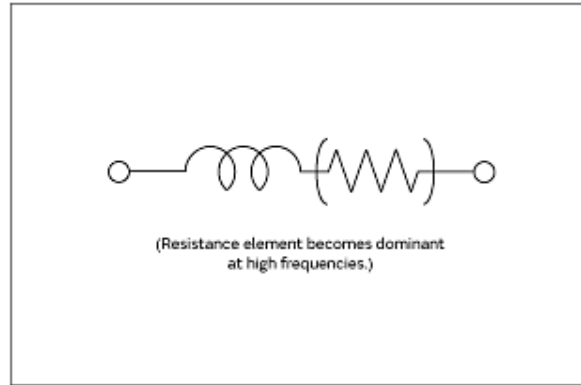 (Resistance element becomes dominant
at high frequencies.)